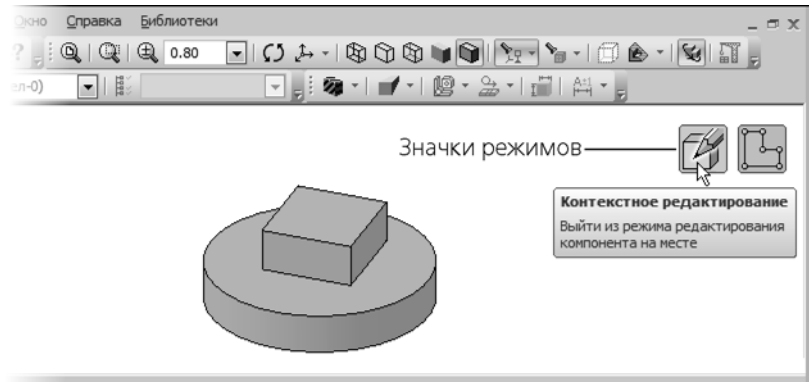 Окно Справка Библиотеки
0.80
ел-0)
Значки режимов
Контекстное редактирование
Выйти из режима редактирования
компонента на месте